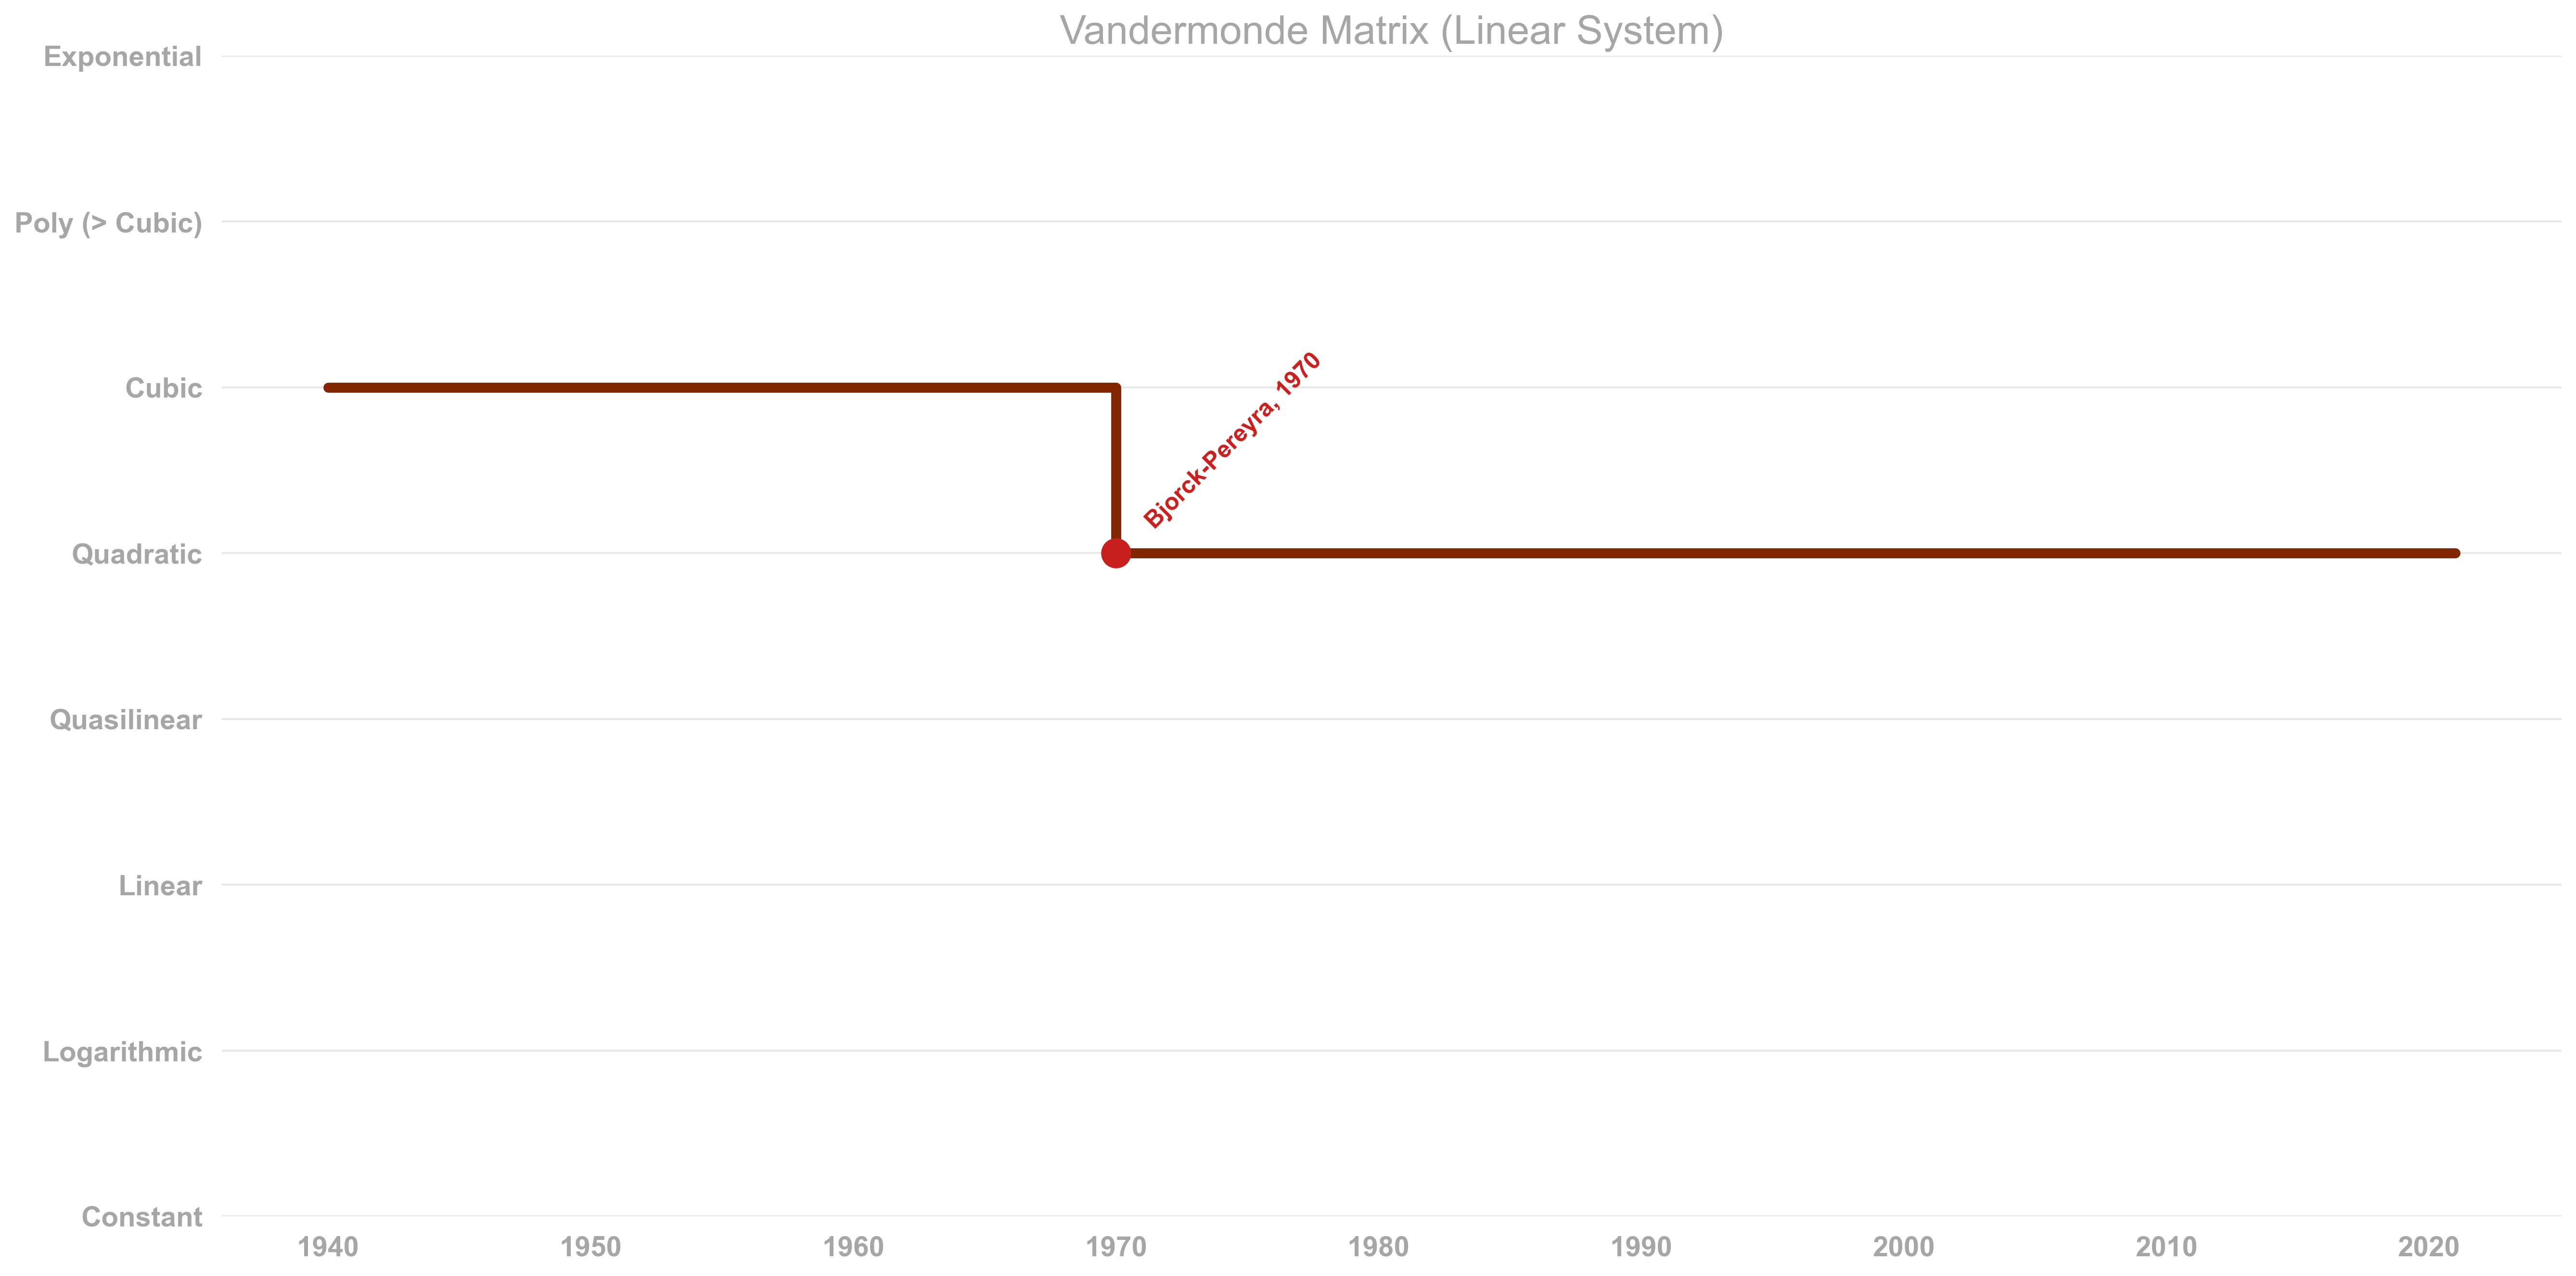 Vandermonde Matrix (Linear System)
Exponential
Poly (> Cubic)
Cubic
Quadratic
Quasilinear
Linear
Logarithmic
Constant
Bjorck-Pereyra, 1970
1940 1950 1960 1970 1980 1990 2000 2010 2020